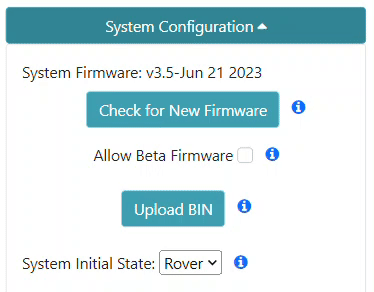 System Configuration
System Firmware: v3.5-Jun 21 2023
Check for New Firmware
Allow Beta Firmware
Upload BIN
System Initial State: Rover